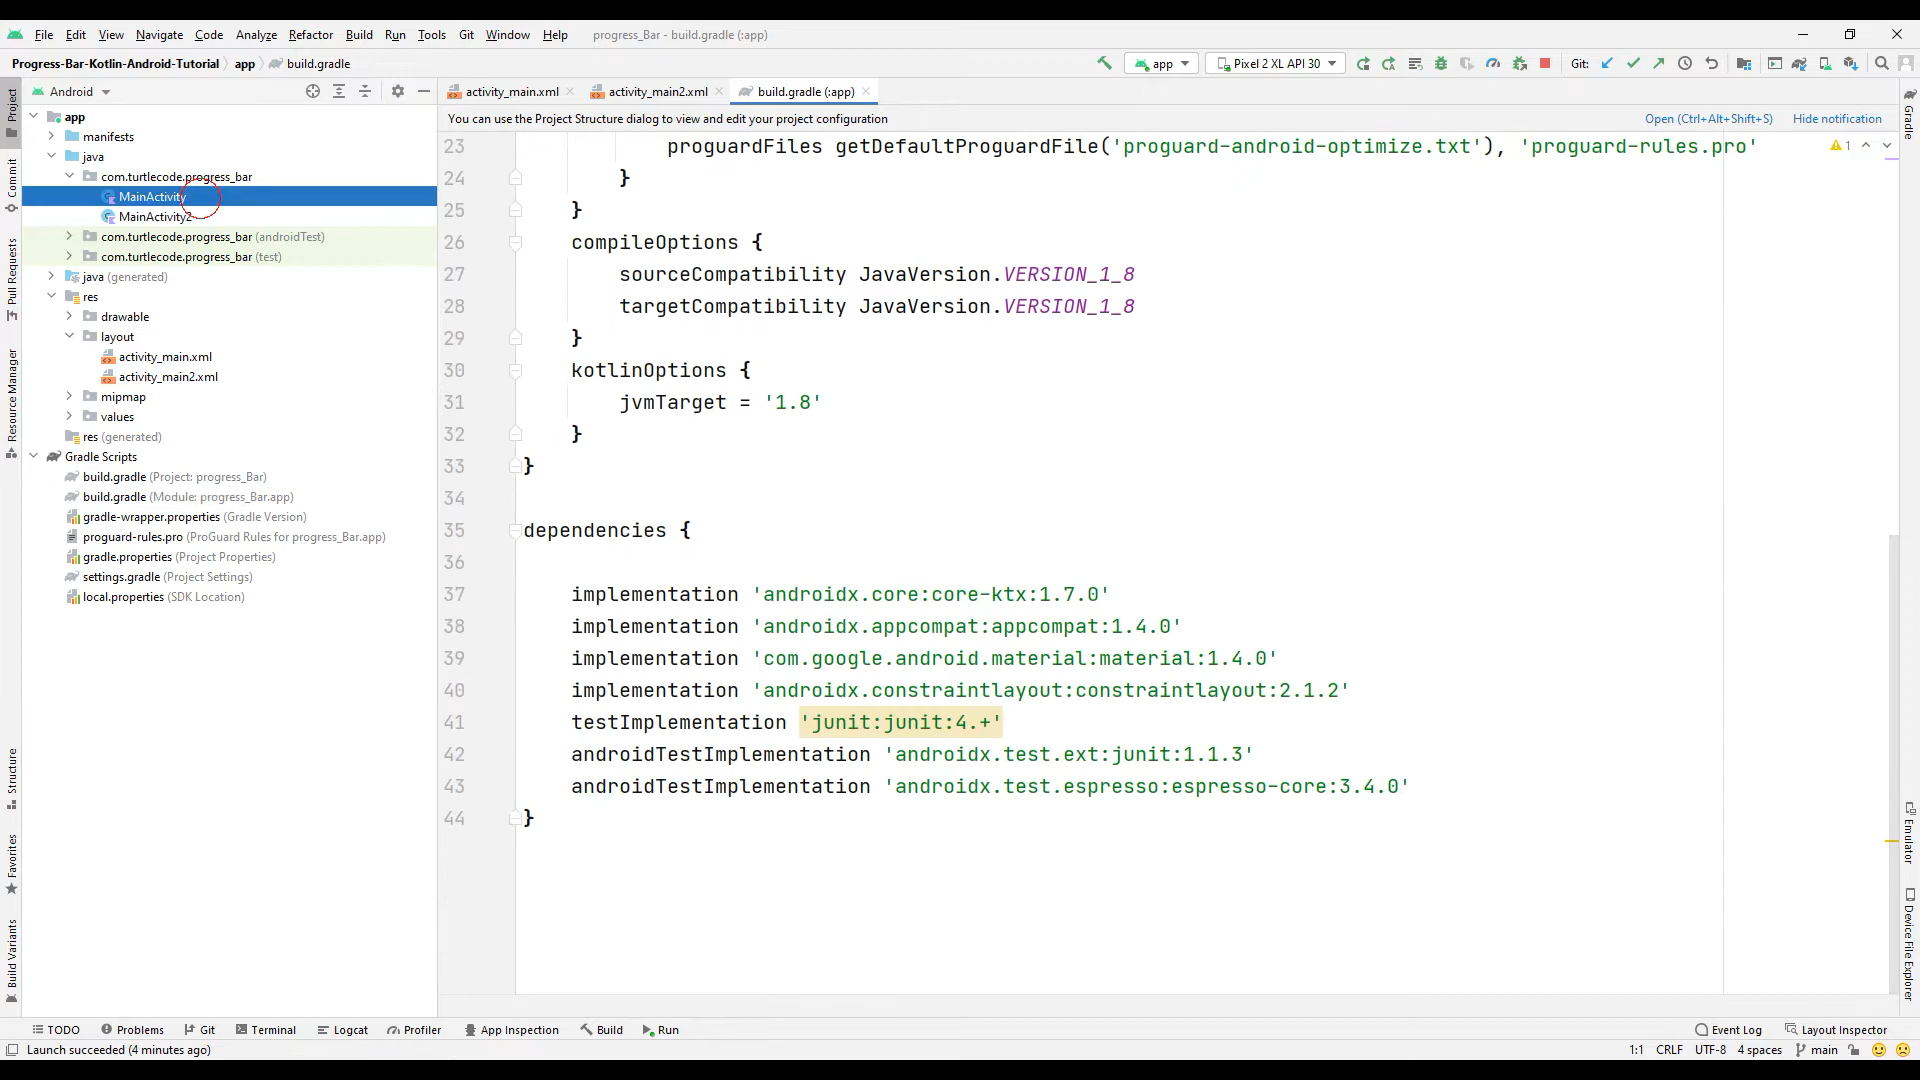 File Edit View Navigate Code Analyze Refactor Build Run Tools Git Window Help progress_Bar - build.gradle (:app)
Progress-Bar-Kotlin-Android-Tutorial app build.gradle app Pixel 2 XL API 30 Git:
Android activity_main.xml activity_main2.xml build.gradle (:app)
You can use the Project Structure dialog to view and edit your project configuration Open (Ctrl+Alt+Shift+S) Hide notification
Project
Commit
Pull Requests
Resource Manager
Structure
Favorites
Build Variants
app
manifests
java
com.turtlecode.progress_bar
MainActivity
MainActivity2
com.turtlecode.progress_bar (androidTest)
com.turtlecode.progress_bar (test)
java (generated)
res
drawable
layout
activity_main.xml
activity_main2.xml
mipmap
values
res (generated)
Gradle Scripts
build.gradle (Project: progress_Bar)
build.gradle (Module: progress_Bar.app)
gradle-wrapper.properties (Gradle Version)
proguard-rules.pro (ProGuard Rules for progress_Bar.app)
gradle.properties (Project Properties)
settings.gradle (Project Settings)
local.properties (SDK Location)
23 proguardFiles getDefaultProguardFile('proguard-android-optimize.txt'), 'proguard-rules.pro' 1
24 }
25 }
26 compileOptions {
27 sourceCompatibility JavaVersion.VERSION_1_8
28 targetCompatibility JavaVersion.VERSION_1_8
29 }
30 kotlinOptions {
31 jvmTarget = '1.8'
32 }
33 }
34
35 dependencies {
36
37 implementation 'androidx.core:core-ktx:1.7.0'
38 implementation 'androidx.appcompat:appcompat:1.4.0'
39 implementation 'com.google.android.material:material:1.4.0'
40 implementation 'androidx.constraintlayout:constraintlayout:2.1.2'
41 testImplementation 'junit:junit:4.+'
42 androidTestImplementation 'androidx.test.ext:junit:1.1.3'
43 androidTestImplementation 'androidx.test.espresso:espresso-core:3.4.0'
44 }
Gradle
Emulator
Device File Explorer
TODO Problems Git Terminal Logcat Profiler App Inspection Build Run Event Log Layout Inspector
Launch succeeded (4 minutes ago) 1:1 CRLF UTF-8 4 spaces main